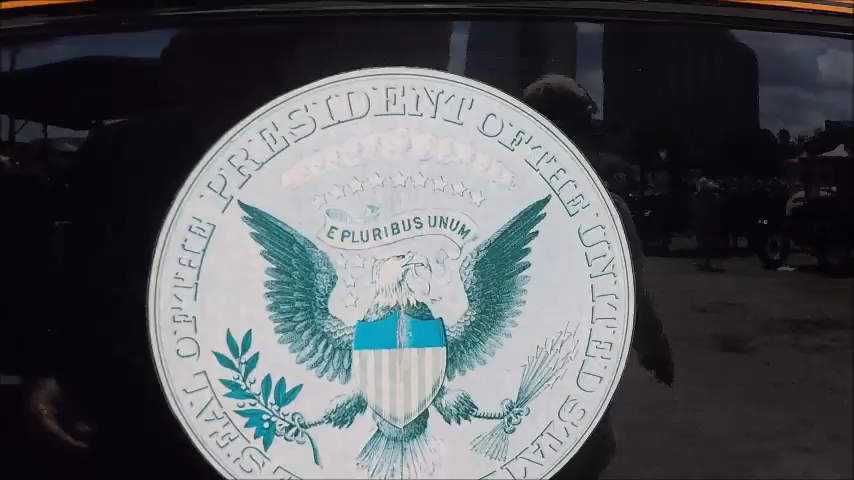 SEAL OF THE PRESIDENT OF THE UNITED STATES
E PLURIBUS UNUM